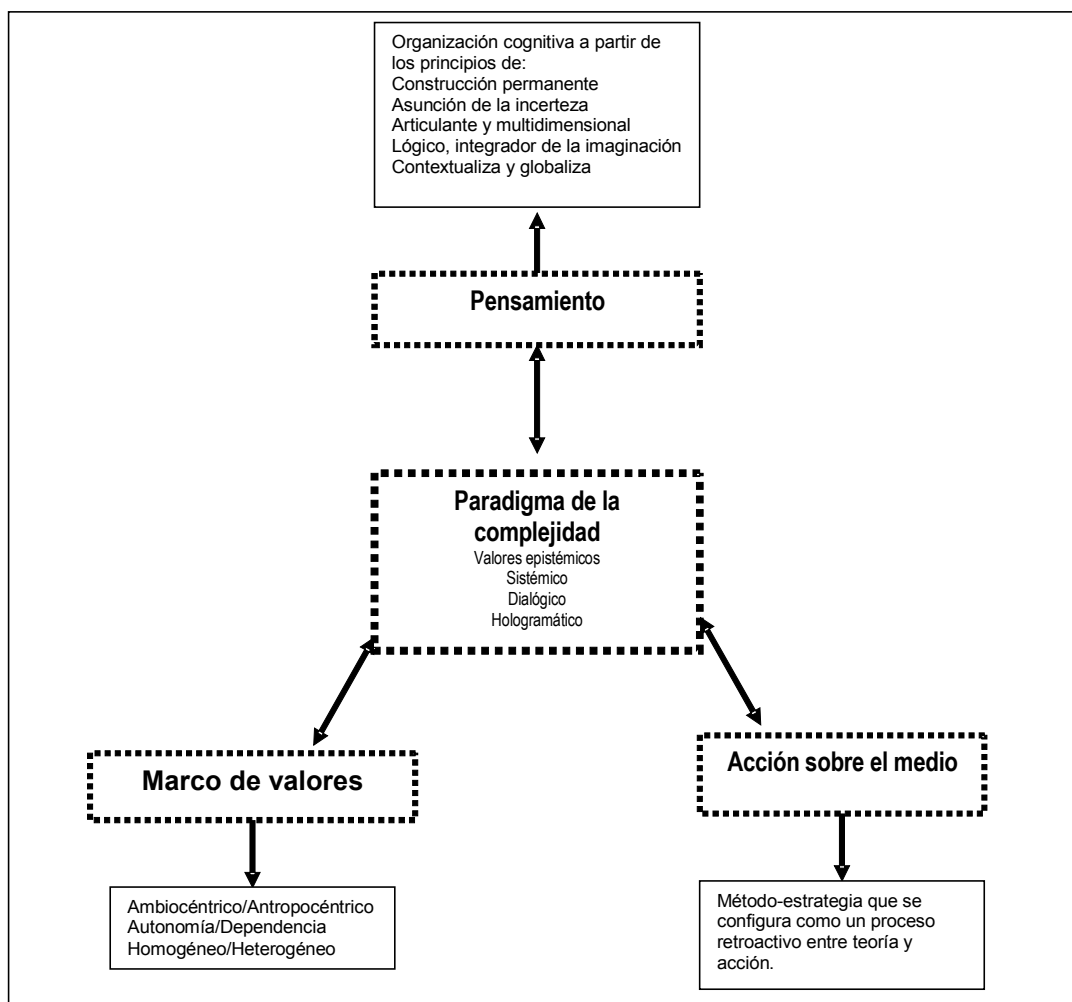 Organización cognitiva a partir de
los principios de:
Construcción permanente
Asunción de la incerteza
Articulante y multidimensional
Lógico, integrador de la imaginación
Contextualiza y globaliza
Pensamiento
Paradigma de la
complejidad
Valores epistémicos
Sistémico
Dialógico
Hologramático
Marco de valores
Acción sobre el medio
Ambiocéntrico/Antropocéntrico
Autonomía/Dependencia
Homogéneo/Heterogéneo
Método-estrategia que se
configura como un proceso
retroactivo entre teoría y
acción.